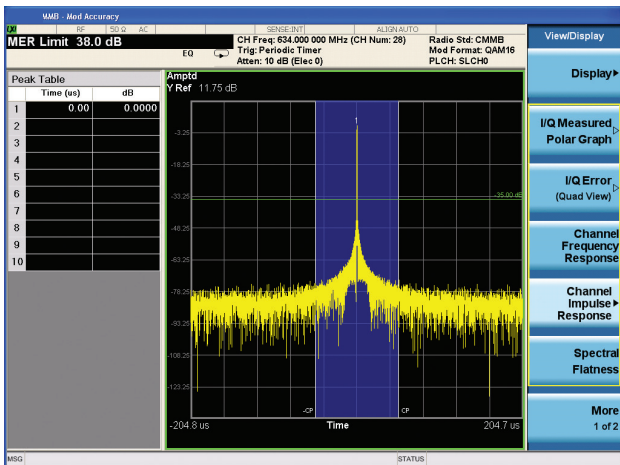 MMB - Mod Accuracy
LXI RF 50 Ω AC SENSE:INT ALIGN AUTO
MER Limit 38.0 dB
EQ
CH Freq: 634.000 000 MHz (CH Num: 28) Radio Std: CMMB
Trig: Periodic Timer Mod Format: QAM16
Atten: 10 dB (Elec 0) PLCH: SLCH0
Peak Table
Time (us) dB
1 0.00 0.0000
2
3
4
5
6
7
8
9
10
Amptd
Y Ref 11.75 dB
1
-3.25
-18.25
-33.25
-35.00 dB
-48.25
-63.25
-78.25
-93.25
-108.25
-123.25
-CP CP
-204.8 us Time 204.7 us
View/Display
Display
I/Q Measured
Polar Graph
I/Q Error
(Quad View)
Channel
Frequency
Response
Channel
Impulse
Response
Spectral
Flatness
More
1 of 2
MSG STATUS